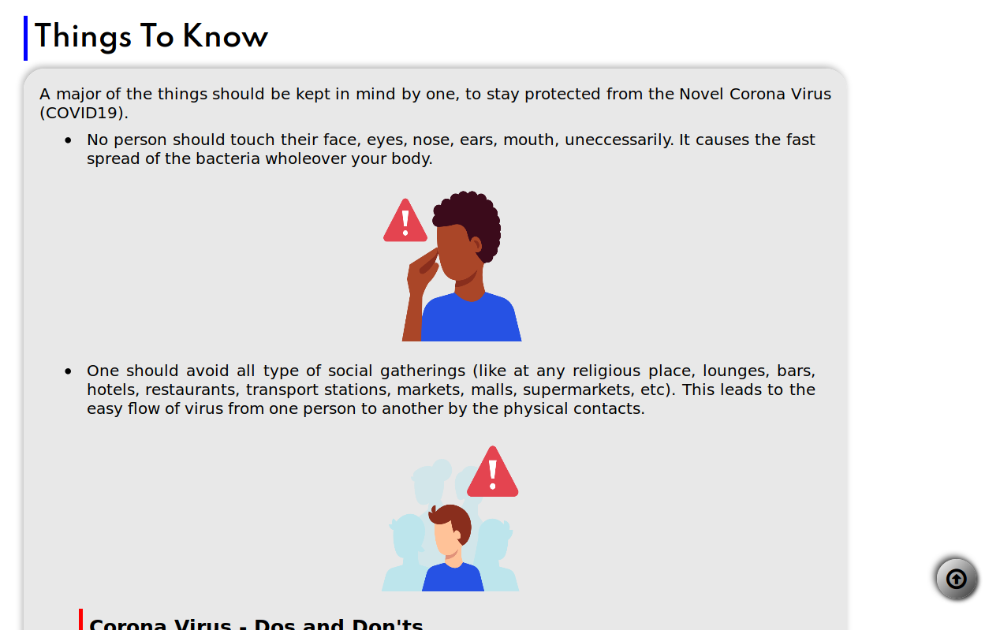 Things To Know
A major of the things should be kept in mind by one, to stay protected from the Novel Corona Virus
(COVID19).
• No person should touch their face, eyes, nose, ears, mouth, uneccessarily. It causes the fast
spread of the bacteria wholeover your body.
• One should avoid all type of social gatherings (like at any religious place, lounges, bars,
hotels, restaurants, transport stations, markets, malls, supermarkets, etc). This leads to the
easy flow of virus from one person to another by the physical contacts.
Corona Virus - Dos and Don'ts